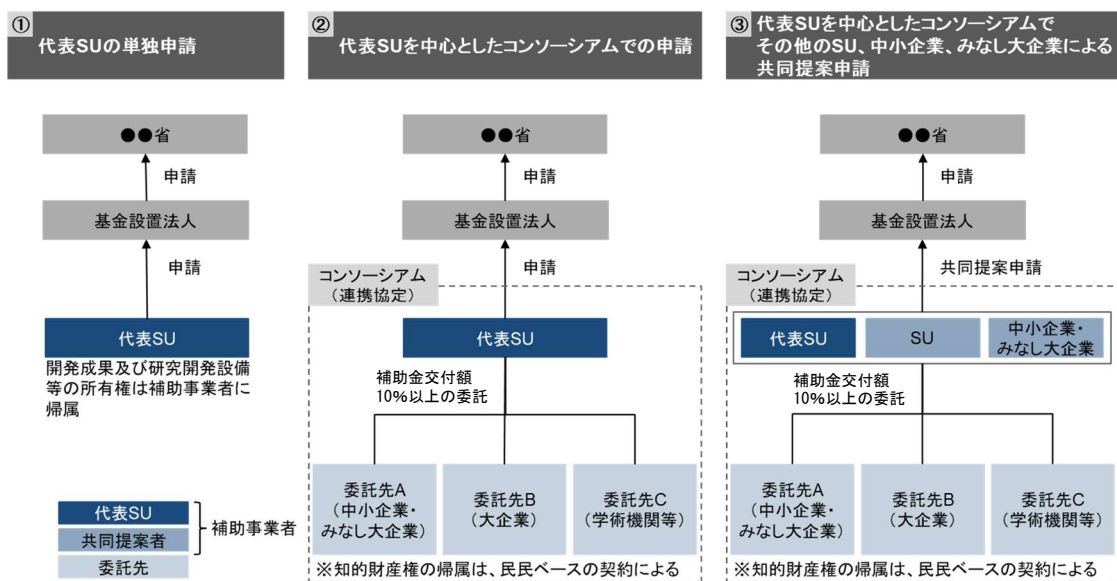 ①
代表SUの単独申請
●●省
申請
基金設置法人
申請
代表SU
開発成果及び研究開発設備
等の所有権は補助事業者に
帰属
代表SU
共同提案者
補助事業者
委託先
②
代表SUを中心としたコンソーシアムでの申請
●●省
申請
基金設置法人
コンソーシアム
（連携協定）
申請
代表SU
補助金交付額
10%以上の委託
委託先A
（中小企業・
みなし大企業）
委託先B
（大企業）
委託先C
（学術機関等）
※知的財産権の帰属は、民民ベースの契約による
③
代表SUを中心としたコンソーシアムで
その他のSU、中小企業、みなし大企業による
共同提案申請
●●省
申請
基金設置法人
コンソーシアム
（連携協定）
共同提案申請
代表SU
SU
中小企業・
みなし大企業
補助金交付額
10%以上の委託
委託先A
（中小企業・
みなし大企業）
委託先B
（大企業）
委託先C
（学術機関等）
※知的財産権の帰属は、民民ベースの契約による